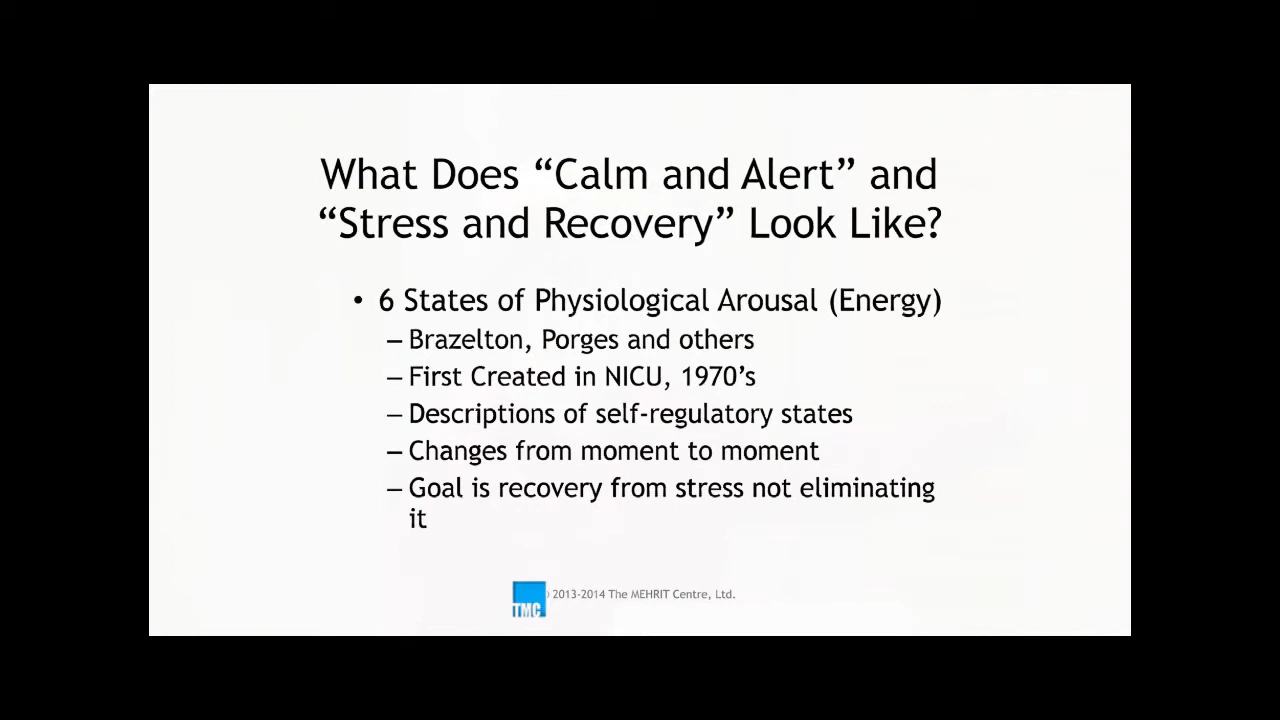 What Does “Calm and Alert” and
“Stress and Recovery” Look Like?
• 6 States of Physiological Arousal (Energy)
– Brazelton, Porges and others
– First Created in NICU, 1970’s
– Descriptions of self-regulatory states
– Changes from moment to moment
– Goal is recovery from stress not eliminating
it
TMC
© 2013-2014 The MEHRIT Centre, Ltd.